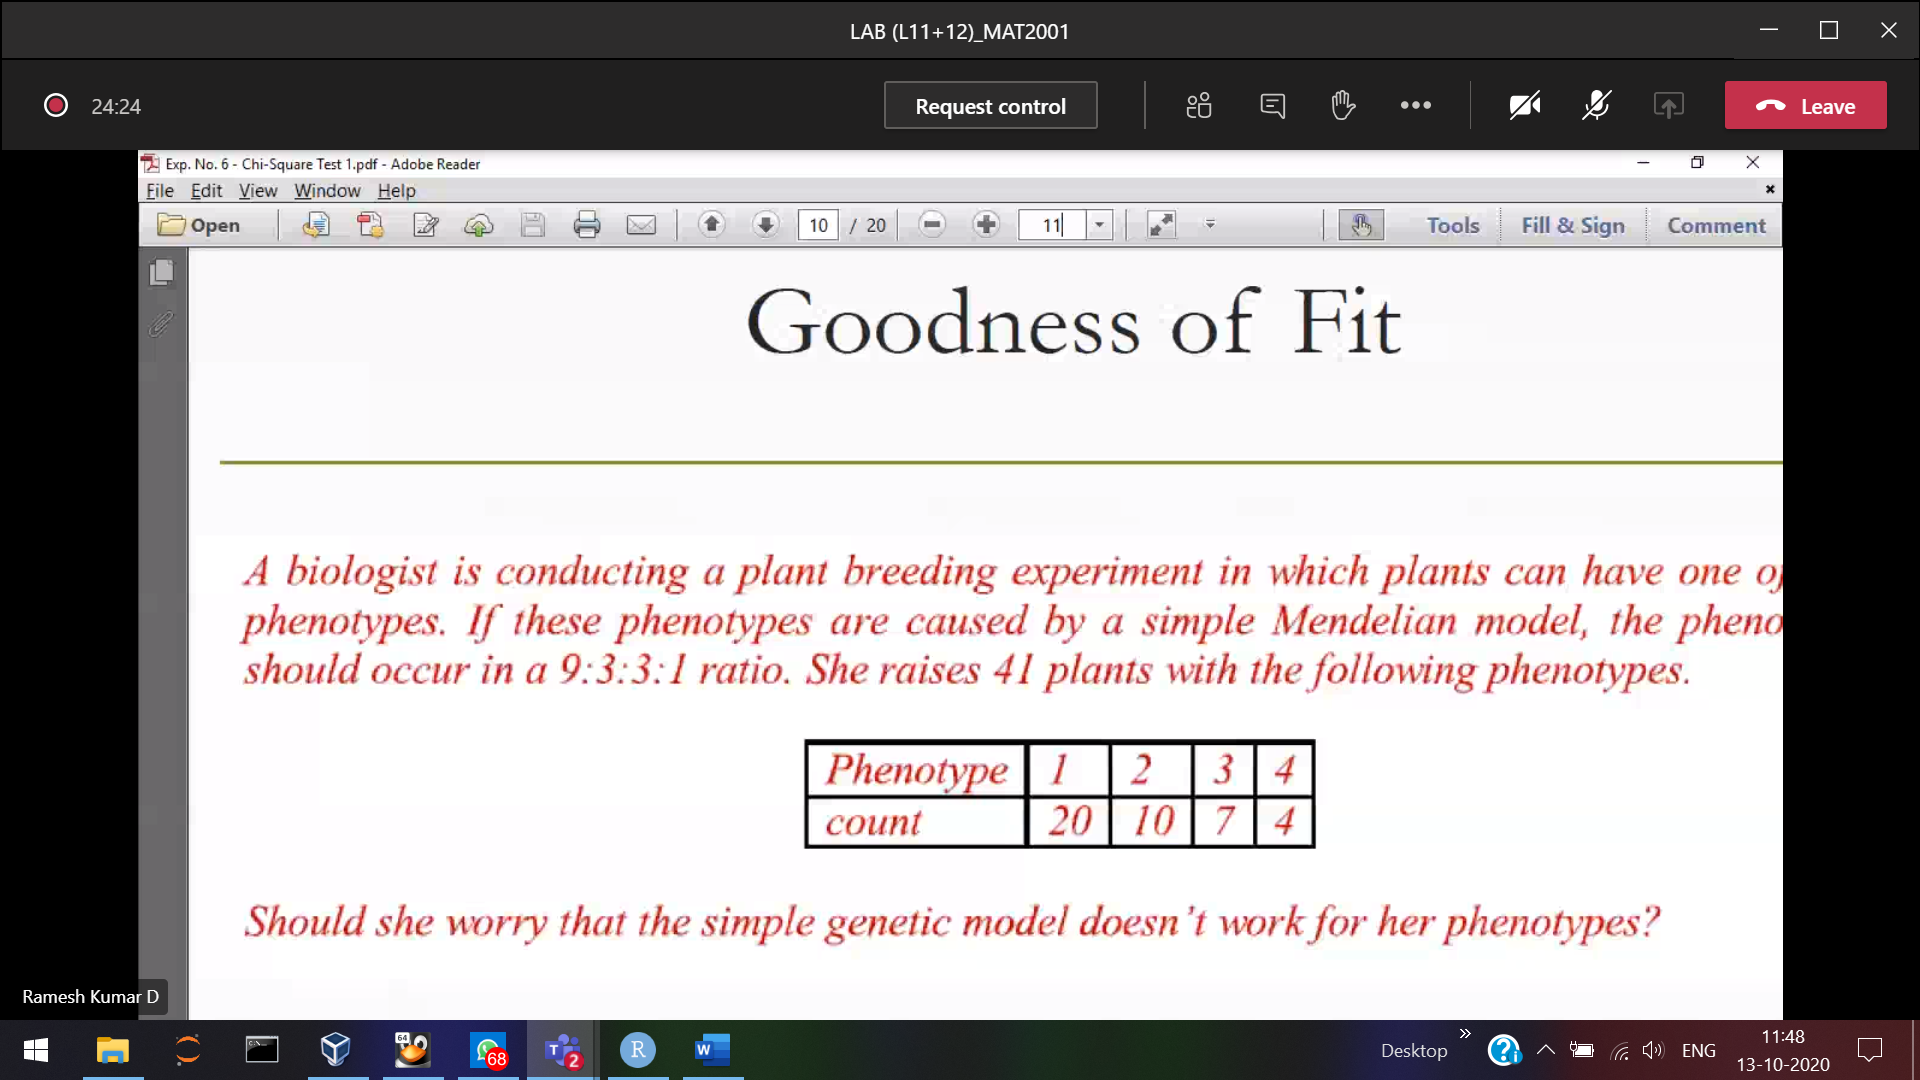 LAB (L11+12)_MAT2001
24:24
Request control
Leave
Exp. No. 6 - Chi-Square Test 1.pdf - Adobe Reader
File Edit View Window Help
Open
10 / 20
11
Tools
Fill & Sign
Comment
Goodness of Fit
A biologist is conducting a plant breeding experiment in which plants can have one
phenotypes. If these phenotypes are caused by a simple Mendelian model, the pheno
should occur in a 9:3:3:1 ratio. She raises 41 plants with the following phenotypes.
Phenotype 1 2 3 4
count 20 10 7 4
Should she worry that the simple genetic model doesn't work for her phenotypes?
Ramesh Kumar D
64
68
T
2
R
W
Desktop
ENG
11:48
13-10-2020